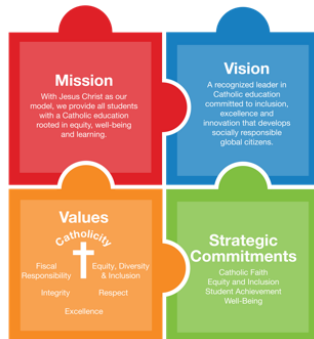 Mission
With Jesus Christ as our
model, we provide all students
with a Catholic education
rooted in equity, well-being
and learning.
Vision
A recognized leader in
Catholic education
committed to inclusion,
excellence and
innovation that develops
socially responsible
global citizens.
Values
Catholicity
Fiscal
Responsibility
Equity, Diversity
& Inclusion
Integrity
Respect
Excellence
Strategic
Commitments
Catholic Faith
Equity and Inclusion
Student Achievement
Well-Being